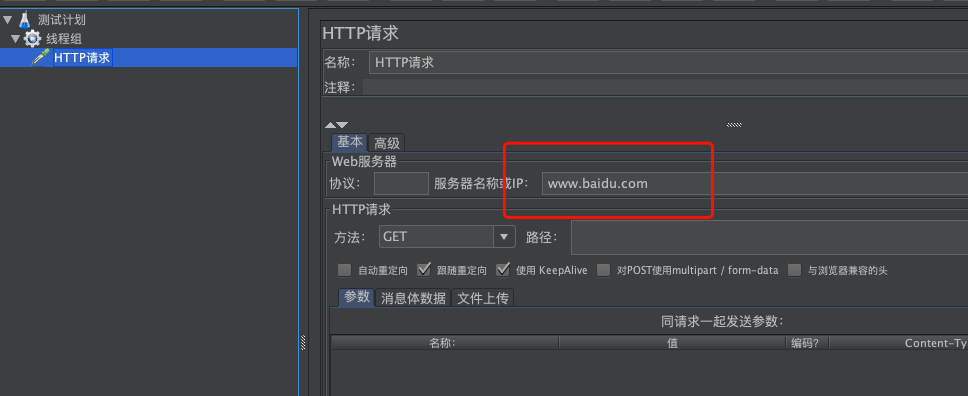 测试计划
线程组
HTTP请求
HTTP请求
名称： HTTP请求
注释：
基本 高级
Web服务器
协议： 服务器名称或IP： www.baidu.com
HTTP请求
方法： GET 路径：
自动重定向 跟随重定向 使用 KeepAlive 对POST使用multipart / form-data 与浏览器兼容的头
参数 消息体数据 文件上传
同请求一起发送参数：
名称： 值 编码? Content-Ty